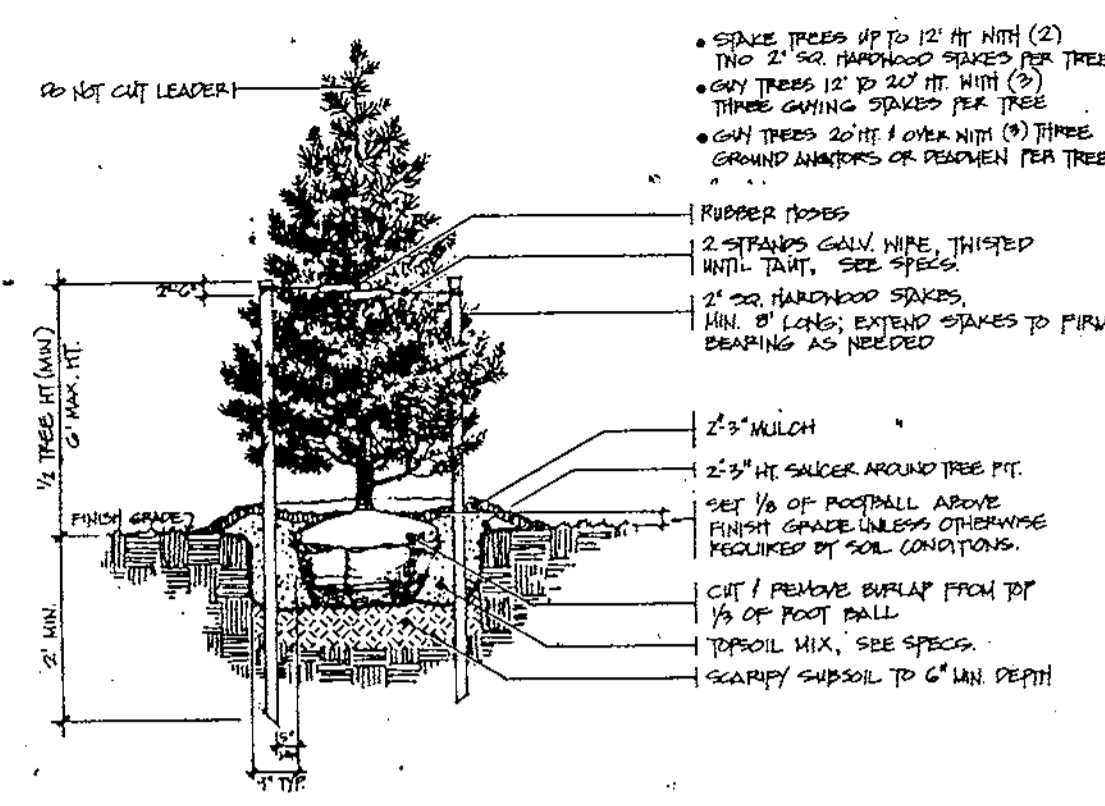 • STAKE TREES UP TO 12' HT WITH (2)
TWO 2" SQ. HARDWOOD STAKES PER TREE
• GUY TREES 12' TO 20' HT. WITH (3)
THREE GUYING STAKES PER TREE
• GUY TREES 20' HT. & OVER WITH (3) THREE
GROUND ANCHORS OR DEADMEN PER TREE
DO NOT CUT LEADER
RUBBER HOSES
2 STRANDS GALV. WIRE, TWISTED
UNTIL TAUT, SEE SPECS.
2" SQ. HARDWOOD STAKES,
MIN. 8' LONG; EXTEND STAKES TO FIRM
BEARING AS NEEDED
2"-6"
1/2 TREE HT (MIN)
6' MAX. HT.
2"-3" MULCH
2"-3" HT. SAUCER AROUND TREE PIT.
SET 1/8 OF ROOTBALL ABOVE
FINISH GRADE UNLESS OTHERWISE
REQUIRED BY SOIL CONDITIONS.
FINISH GRADE
CUT & REMOVE BURLAP FROM TOP
1/3 OF ROOT BALL
TOPSOIL MIX, SEE SPECS.
SCARIFY SUBSOIL TO 6" MIN. DEPTH
2' MIN.
TYP.